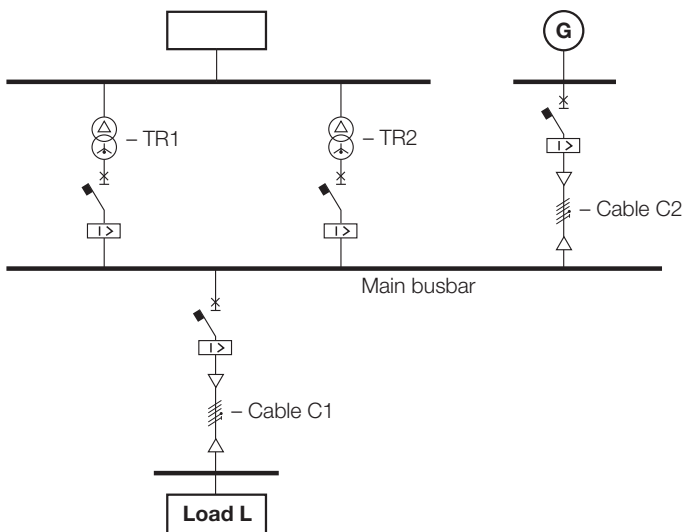 G
– TR1
– TR2
I >
I >
I >
– Cable C2
Main busbar
I >
– Cable C1
Load L